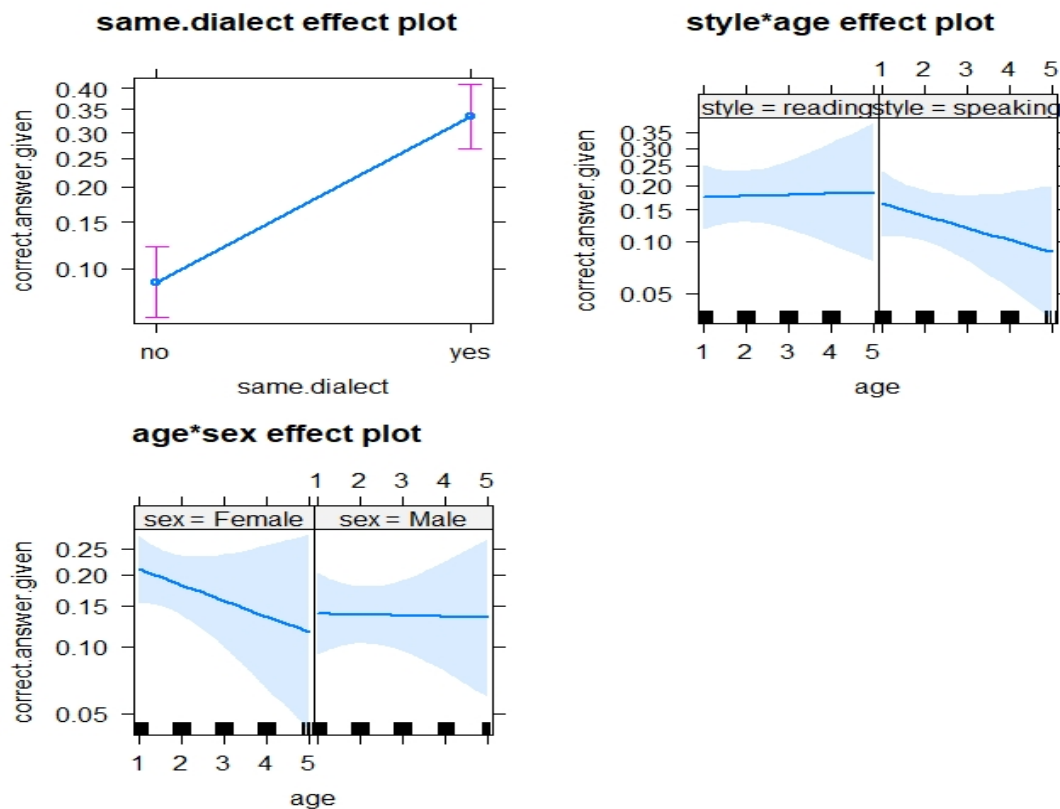 same.dialect effect plot
correct.answer.given
0.40
0.35
0.30
0.25
0.20
0.15
0.10
no yes
same.dialect
style*age effect plot
1 2 3 4 5
style = reading style = speaking
correct.answer.given
0.35
0.30
0.25
0.20
0.15
0.10
0.05
1 2 3 4 5
age
age*sex effect plot
1 2 3 4 5
sex = Female sex = Male
correct.answer.given
0.25
0.20
0.15
0.10
0.05
1 2 3 4 5
age